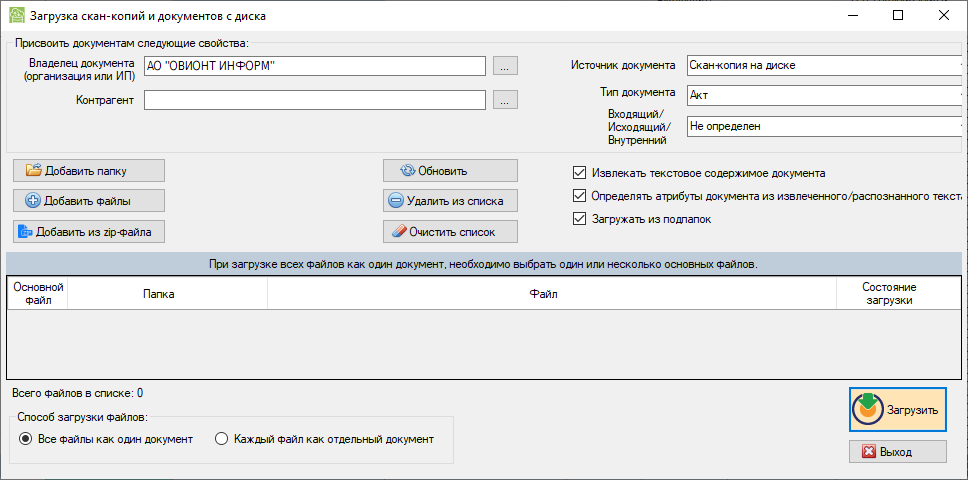 Загрузка скан-копий и документов с диска
Присвоить документам следующие свойства:
Владелец документа
(организация или ИП)
АО "ОВИОНТ ИНФОРМ"
...
Контрагент
...
Источник документа
Скан-копия на диске
Тип документа
Акт
Входящий/
Исходящий/
Внутренний
Не определен
Добавить папку
Обновить
Извлекать текстовое содержимое документа
Добавить файлы
Удалить из списка
Определять атрибуты документа из извлеченного/распознанного текста
Добавить из zip-файла
Очистить список
Загружать из подпапок
При загрузке всех файлов как один документ, необходимо выбрать один или несколько основных файлов.
Основной
файл
Папка
Файл
Состояние
загрузки
Всего файлов в списке: 0
Способ загрузки файлов:
Все файлы как один документ
Каждый файл как отдельный документ
Загрузить
Выход